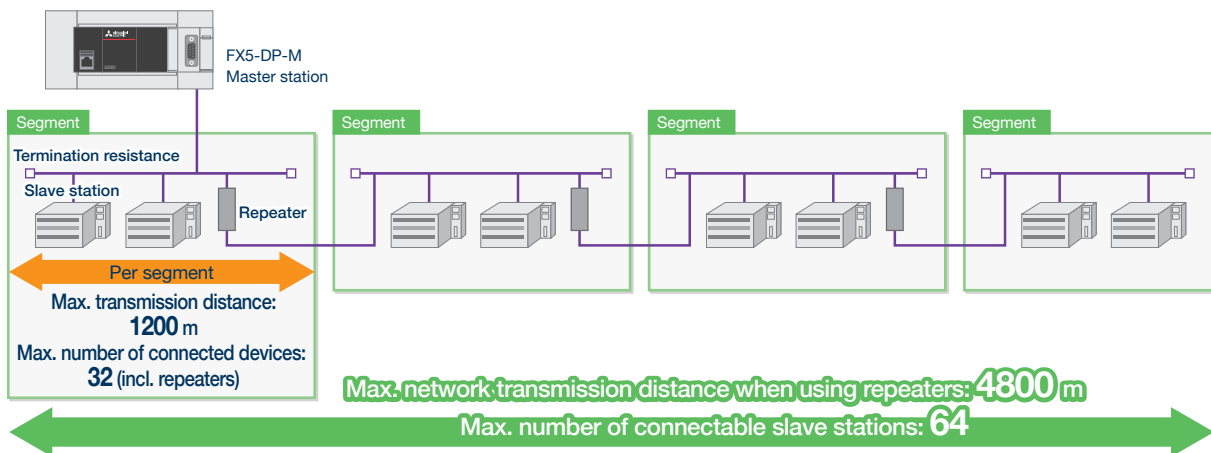 FX5-DP-M
Master station
Segment
Segment
Segment
Segment
Termination resistance
Slave station
Repeater
Per segment
Max. transmission distance:
1200 m
Max. number of connected devices:
32 (incl. repeaters)
Max. network transmission distance when using repeaters: 4800 m
Max. number of connectable slave stations: 64